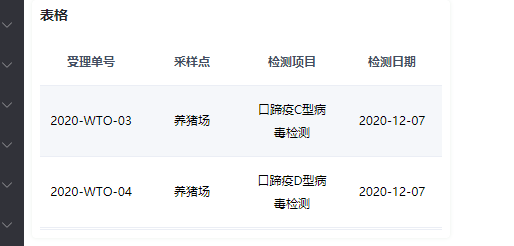 表格
受理单号 采样点 检测项目 检测日期
2020-WTO-03 养猪场 口蹄疫C型病毒检测 2020-12-07
2020-WTO-04 养猪场 口蹄疫D型病毒检测 2020-12-07